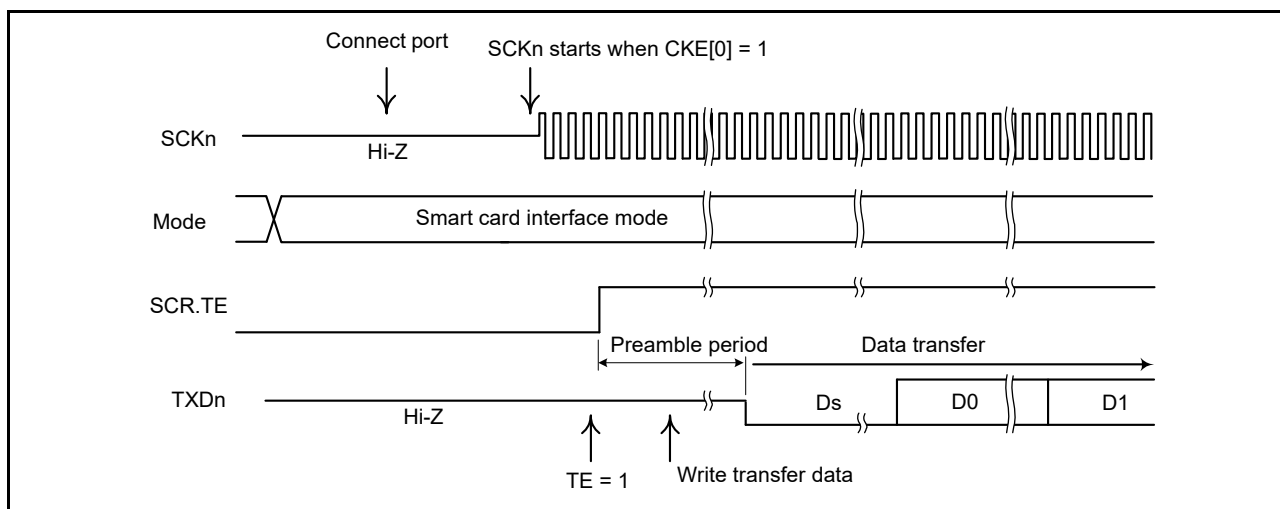 Connect port
SCKn starts when CKE[0] = 1
SCKn
Hi-Z
Mode
Smart card interface mode
SCR.TE
Preamble period
Data transfer
TXDn
Hi-Z
Ds
D0
D1
TE = 1
Write transfer data